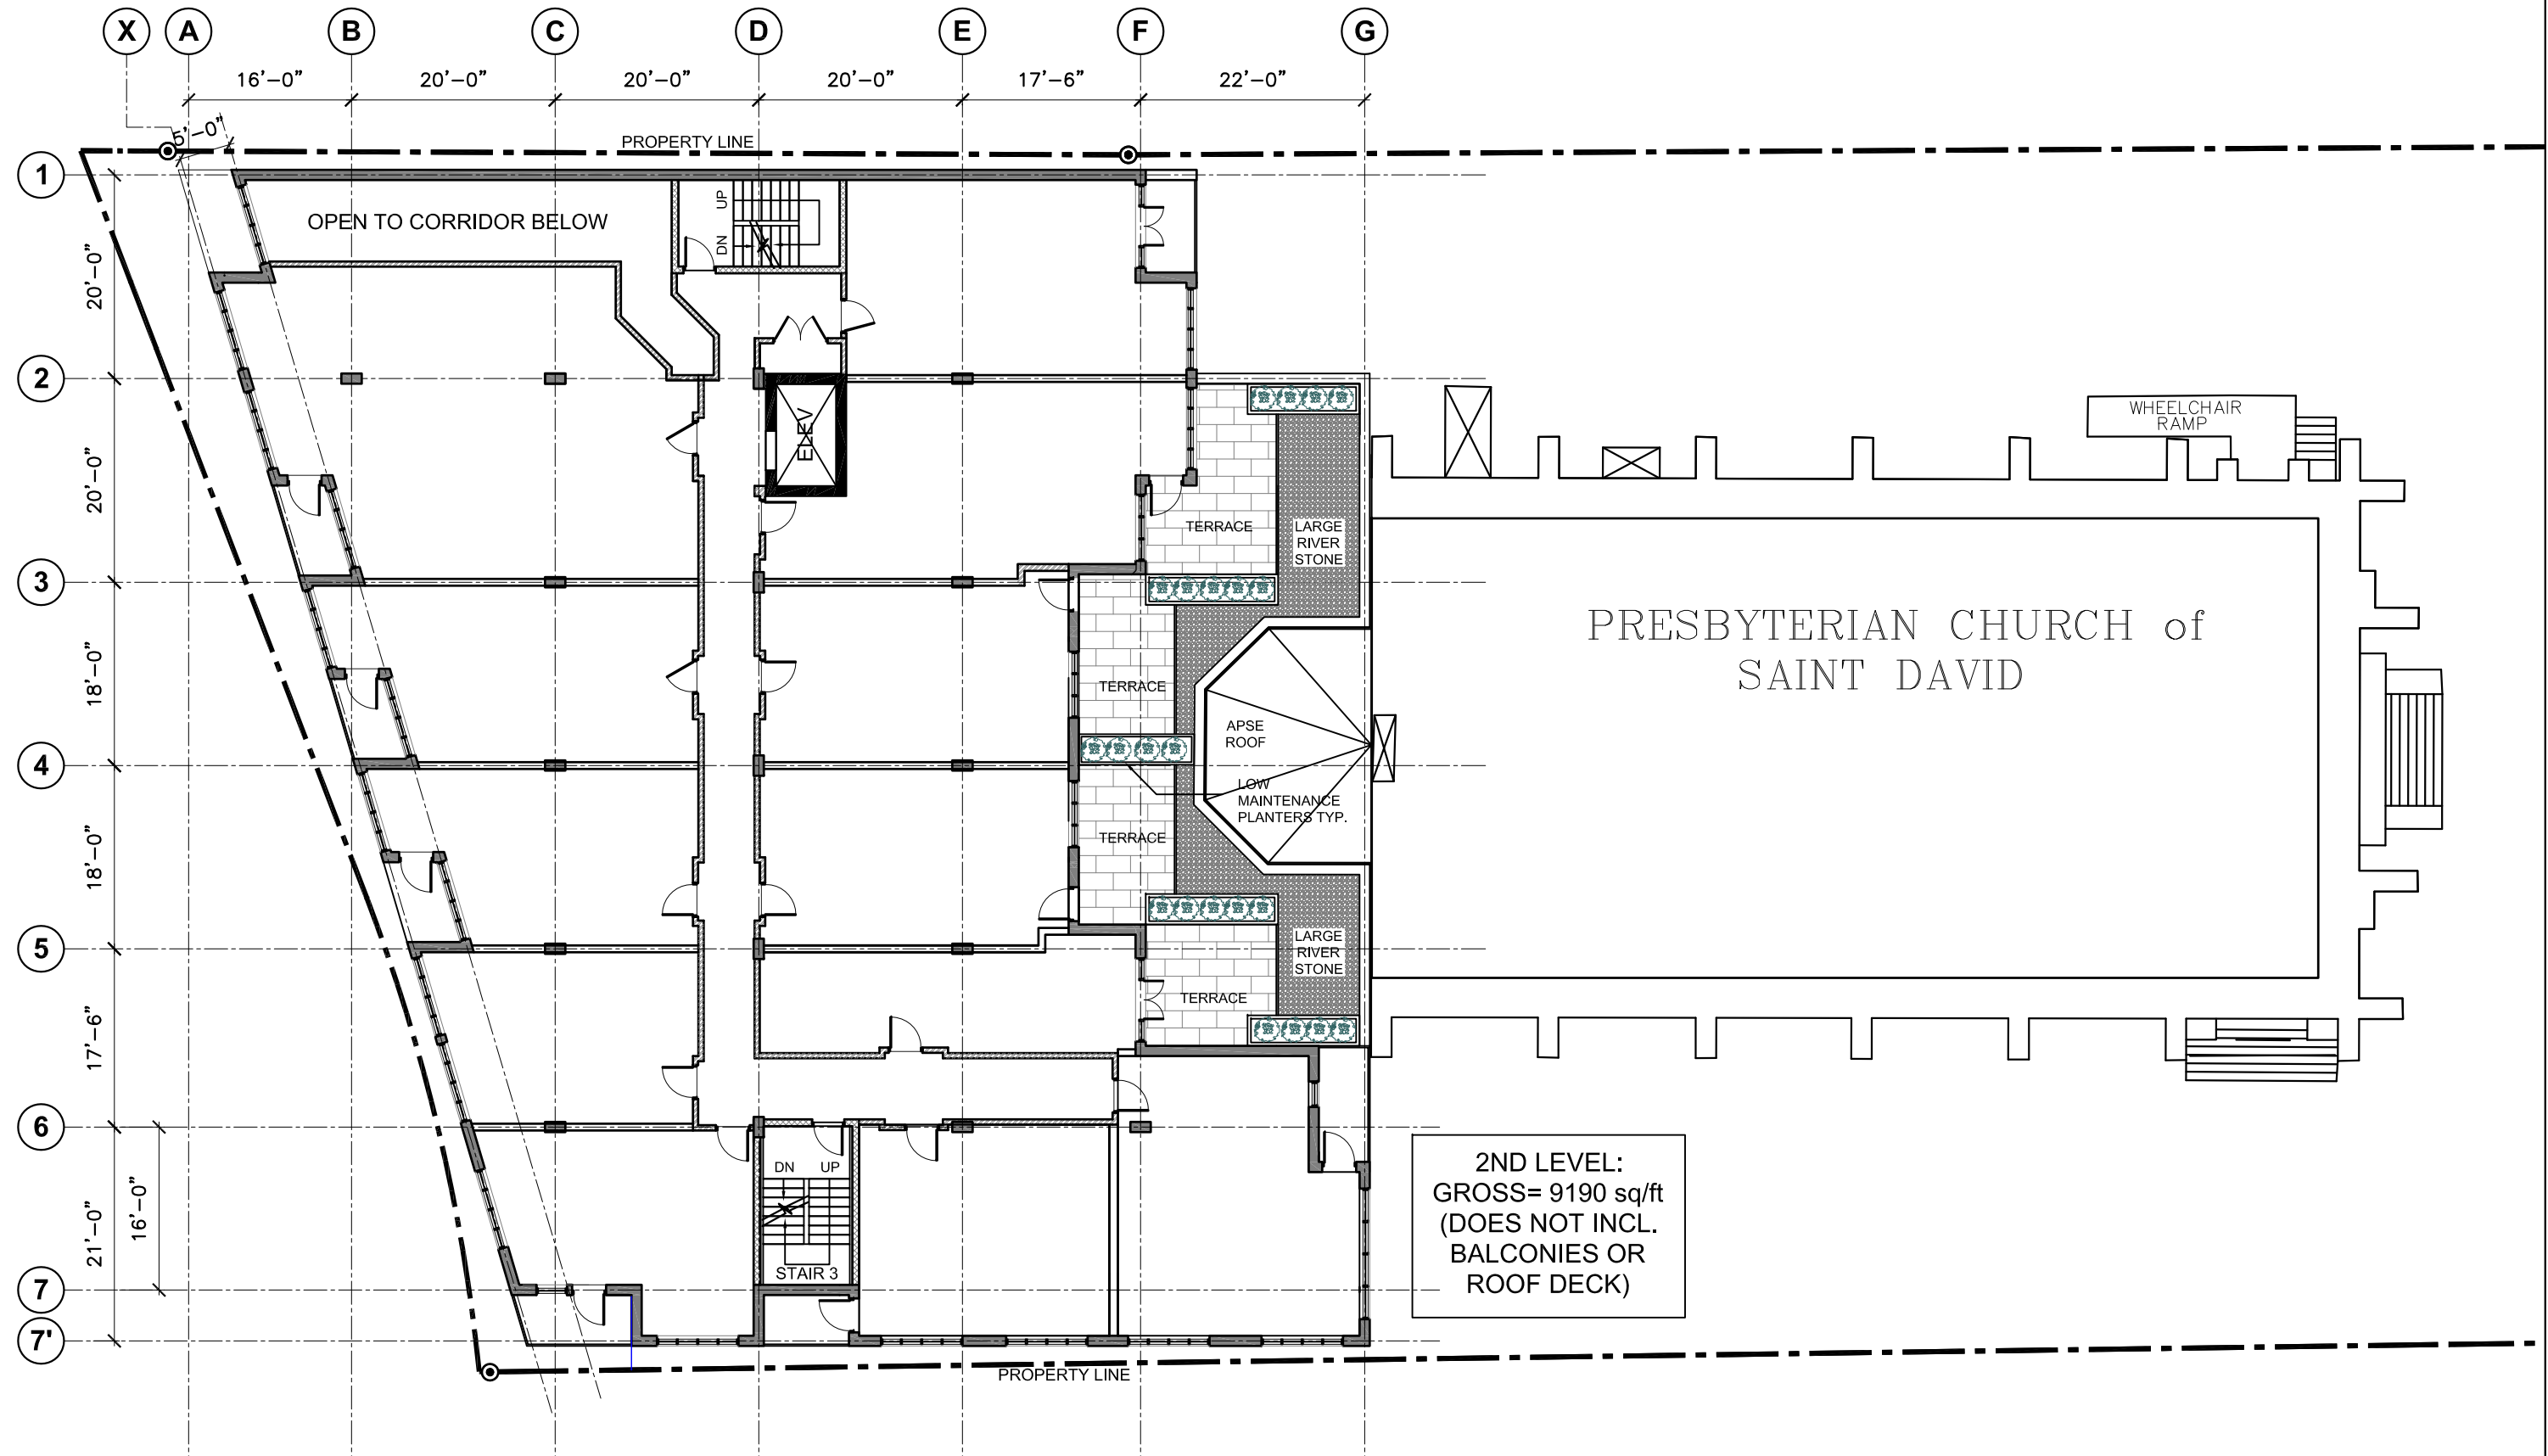 X A B C D E F G
16’-0” 20’-0” 20’-0” 20’-0” 17’-6” 22’-0”
5’-0”
PROPERTY LINE
1
OPEN TO CORRIDOR BELOW
UP
DN
20’-0”
2
ELEV
WHEELCHAIR
RAMP
20’-0”
TERRACE
LARGE
RIVER
STONE
3
PRESBYTERIAN CHURCH of
SAINT DAVID
18’-0”
TERRACE
APSE
ROOF
4
LOW
MAINTENANCE
PLANTERS TYP.
TERRACE
18’-0”
5
LARGE
RIVER
STONE
TERRACE
17’-6”
6
DN UP
2ND LEVEL:
GROSS= 9190 sq/ft
(DOES NOT INCL.
BALCONIES OR
ROOF DECK)
16’-0”
21’-0”
STAIR 3
7
7'
PROPERTY LINE